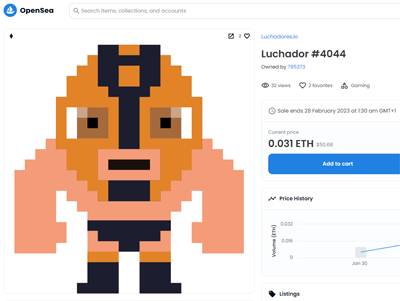 OpenSea
Search items, collections, and accounts
2
Luchadores.io
Luchador #4044
Owned by 785373
32 views
2 favorites
Gaming
Sale ends 28 February 2023 at 1:30 am GMT+1
Current price
0.031 ETH $50.68
Add to cart
Price History
Volume (ETH)
0.032
0.016
0
Jan 30
Listings